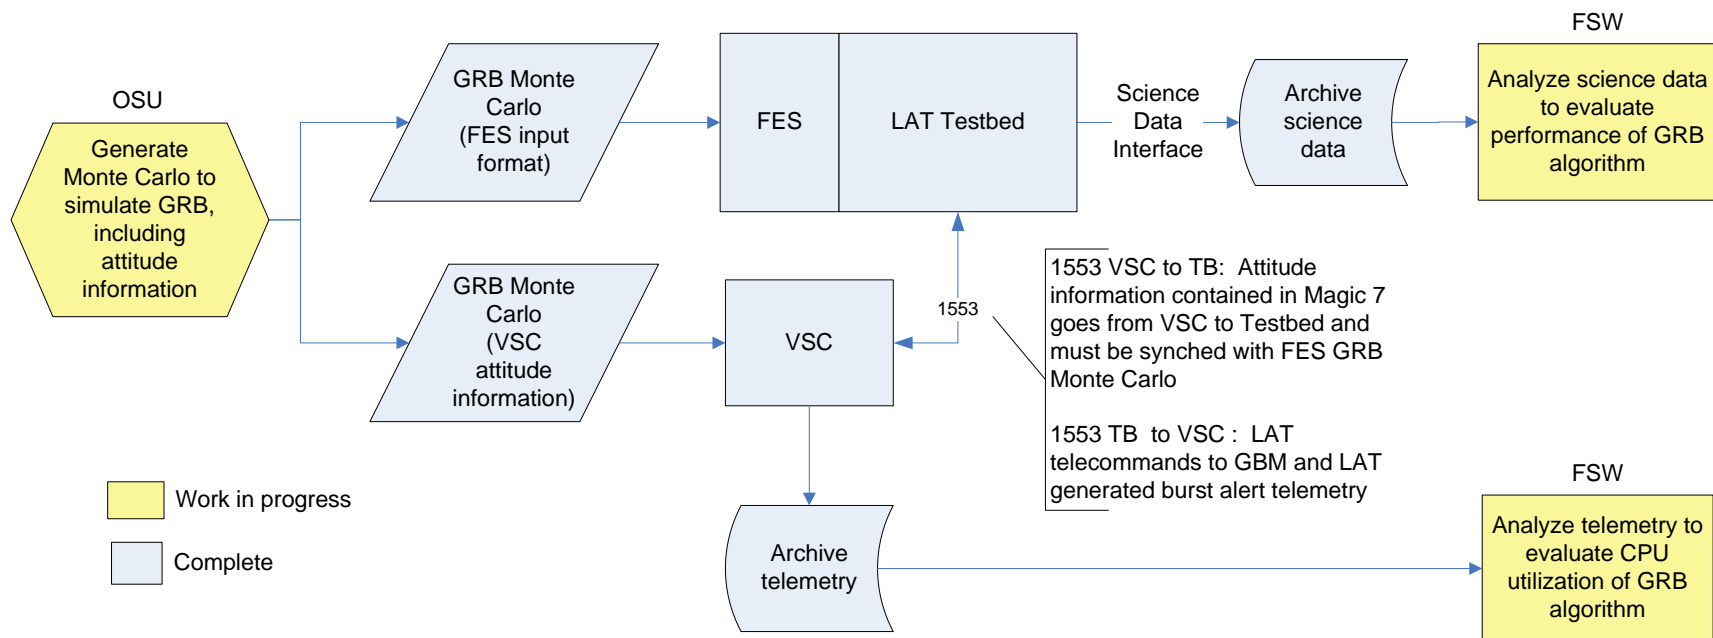 OSU
Generate
Monte Carlo to
simulate GRB,
including
attitude
information
GRB Monte
Carlo
(FES input
format)
GRB Monte
Carlo
(VSC
attitude
information)
FES
LAT Testbed
VSC
1553
Science
Data
Interface
Archive
science
data
FSW
Analyze science data
to evaluate
performance of GRB
algorithm
1553 VSC to TB:  Attitude
information contained in Magic 7
goes from VSC to Testbed and
must be synched with FES GRB
Monte Carlo
1553 TB  to VSC :  LAT
telecommands to GBM and LAT
generated burst alert telemetry
Archive
telemetry
FSW
Analyze telemetry to
evaluate CPU
utilization of GRB
algorithm
Work in progress
Complete